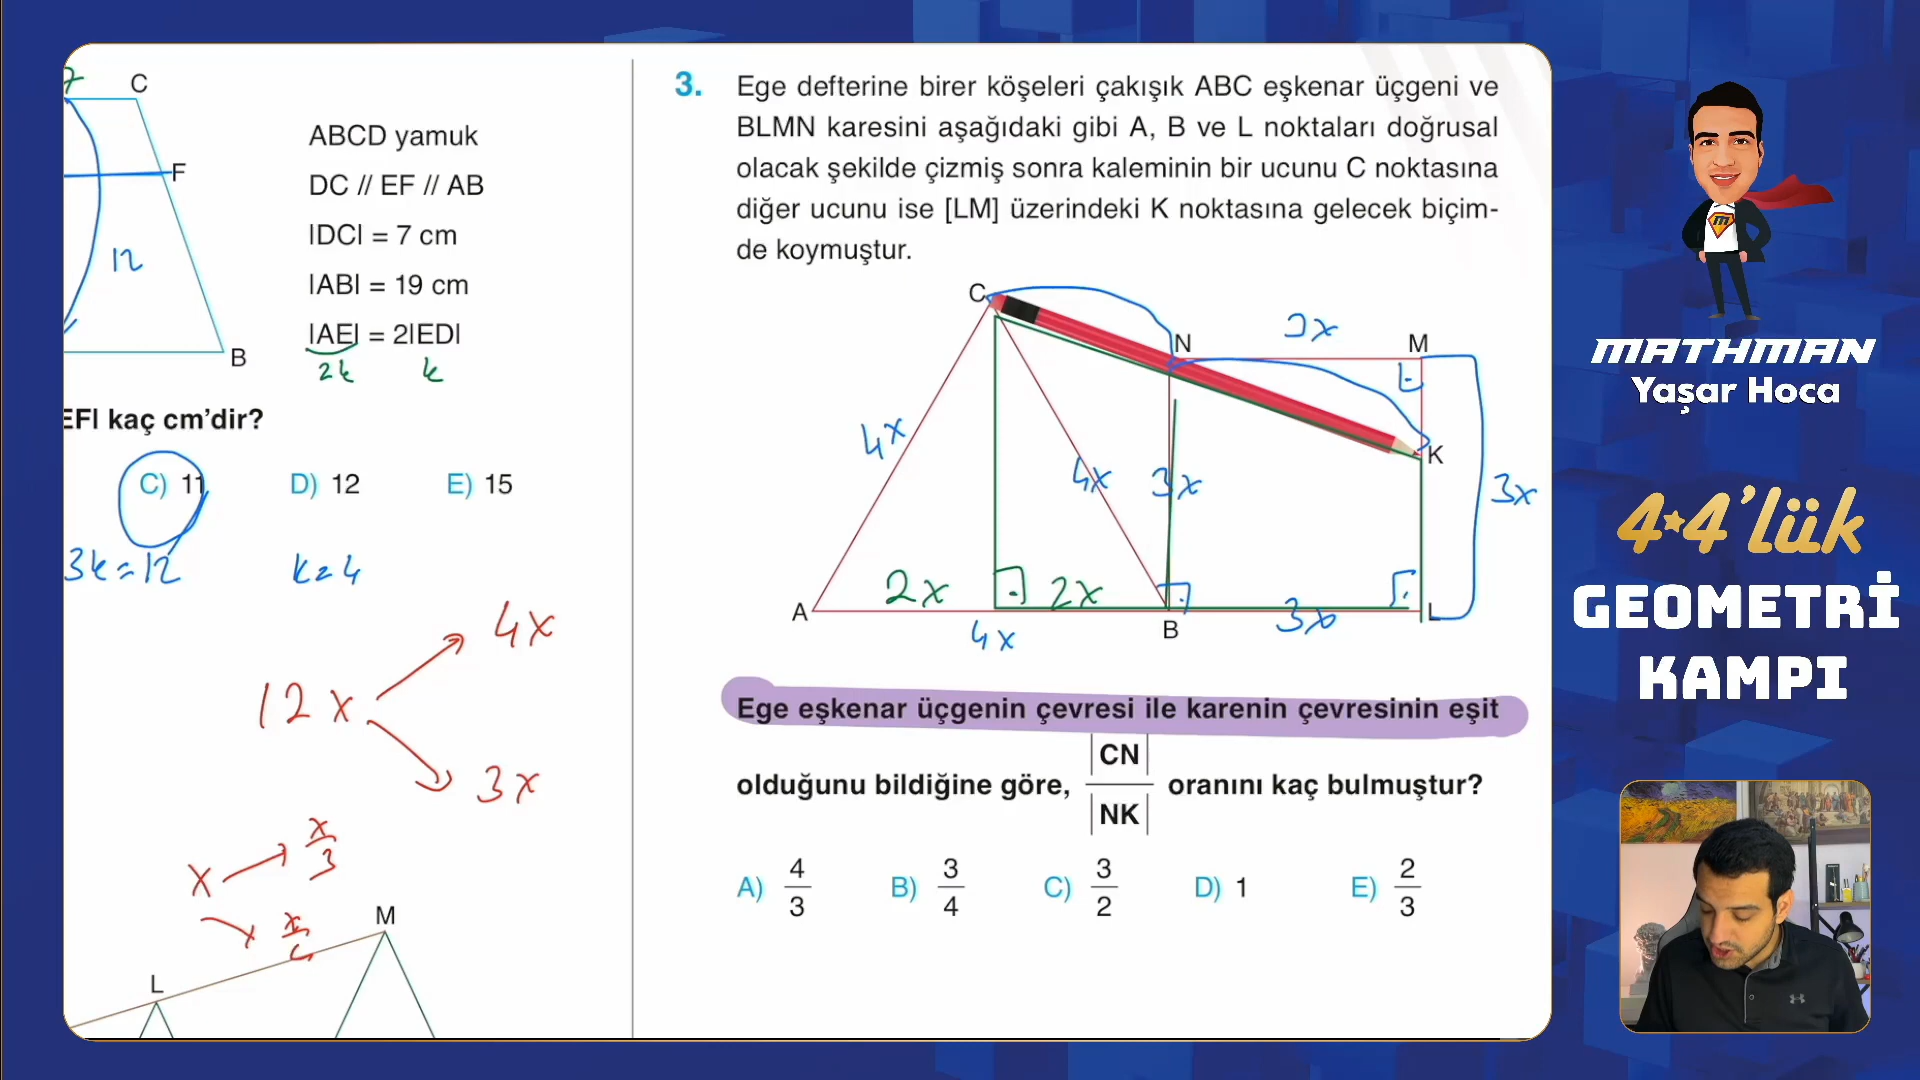 7
C
F
12
B
ABCD yamuk
DC // EF // AB
|DC| = 7 cm
|AB| = 19 cm
|AE| = 2|ED|
2k k
EF| kaç cm’dir?
C) 11 D) 12 E) 15
3k=12 k=4
12x
4x
3x
x x/3
x
M
L
3. Ege defterine birer köşeleri çakışık ABC eşkenar üçgeni ve
BLMN karesini aşağıdaki gibi A, B ve L noktaları doğrusal
olacak şekilde çizmiş sonra kaleminin bir ucunu C noktasına
diğer ucunu ise [LM] üzerindeki K noktasına gelecek biçim-
de koymuştur.
C
N 3x M
K
4x 4x 3x 3x
2x 2x
A 4x B 3x L
Ege eşkenar üçgenin çevresi ile karenin çevresinin eşit
olduğunu bildiğine göre, |CN| / |NK| oranını kaç bulmuştur?
A) 4/3 B) 3/4 C) 3/2 D) 1 E) 2/3
MATHMAN
Yaşar Hoca
4★4’lük
GEOMETRİ
KAMPI